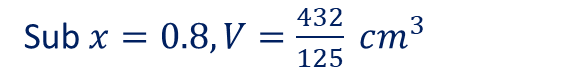 Sub x = 0.8, V = 432/125 cm³